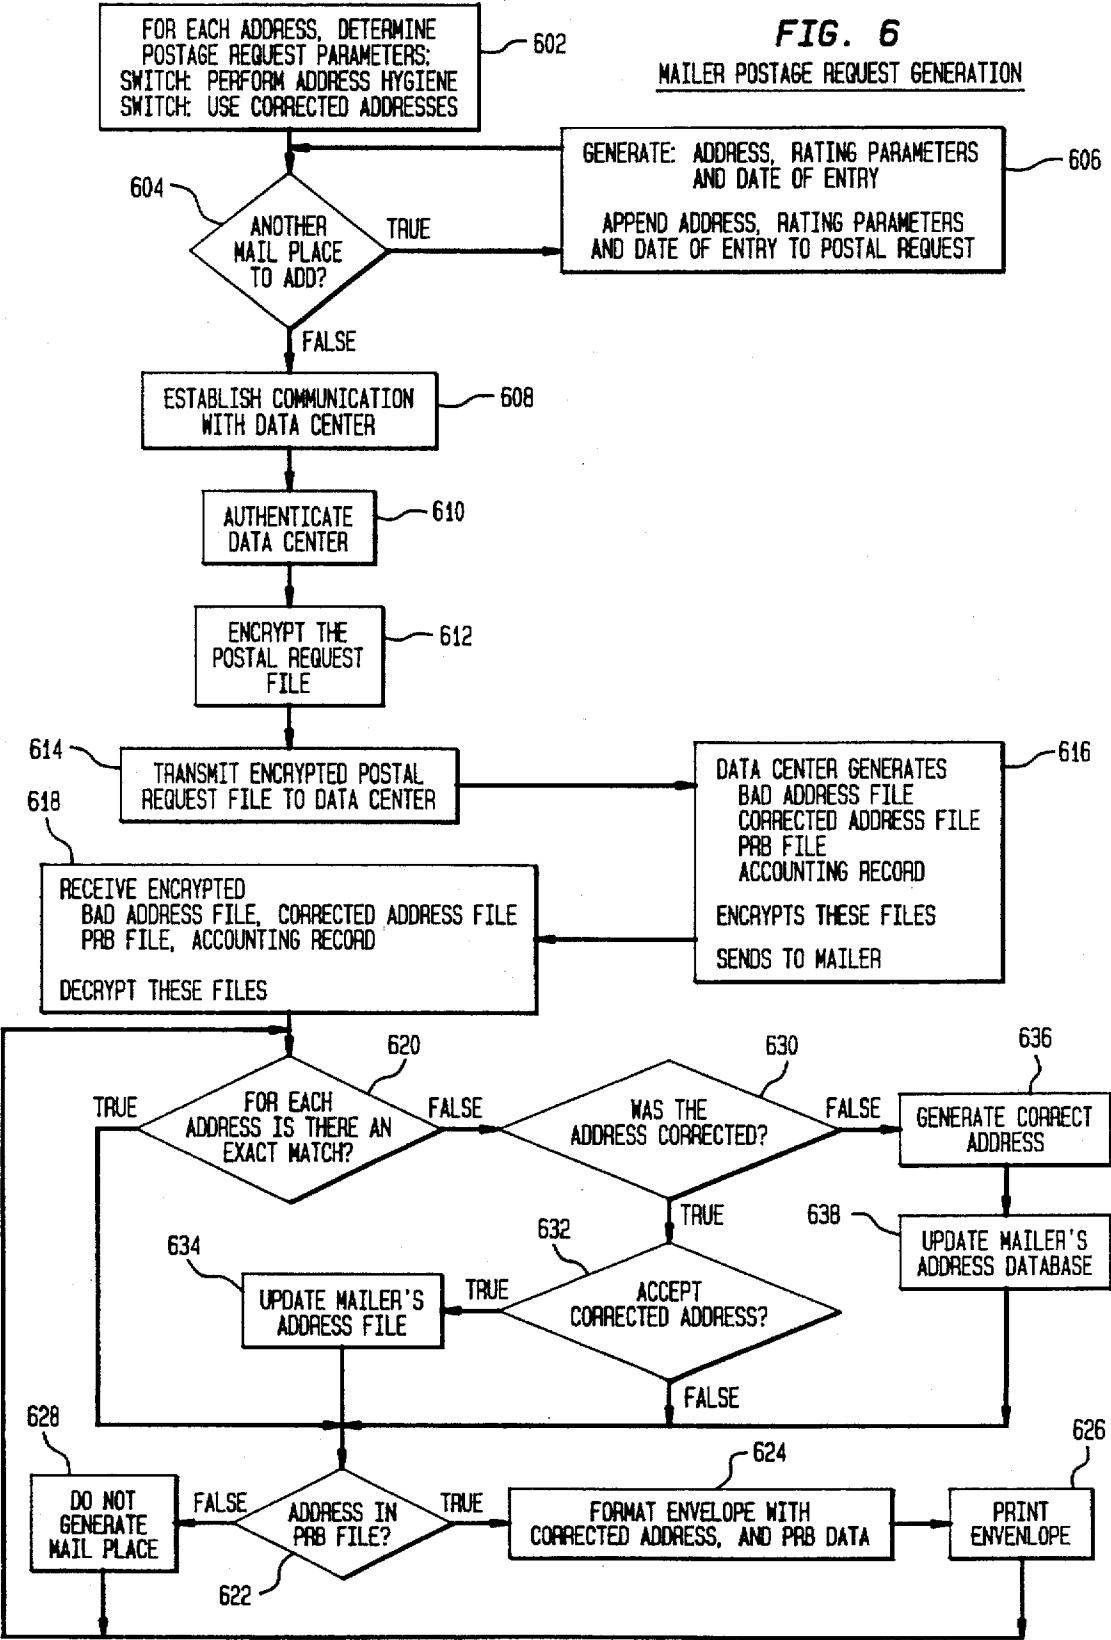 FIG. 6
MAILER POSTAGE REQUEST GENERATION
FOR EACH ADDRESS, DETERMINE
POSTAGE REQUEST PARAMETERS:
SWITCH: PERFORM ADDRESS HYGIENE
SWITCH: USE CORRECTED ADDRESSES
602
GENERATE: ADDRESS, RATING PARAMETERS
AND DATE OF ENTRY
APPEND ADDRESS, RATING PARAMETERS
AND DATE OF ENTRY TO POSTAL REQUEST
606
604
ANOTHER
MAIL PLACE
TO ADD?
TRUE
FALSE
ESTABLISH COMMUNICATION
WITH DATA CENTER
608
AUTHENTICATE
DATA CENTER
610
ENCRYPT THE
POSTAL REQUEST
FILE
612
614
TRANSMIT ENCRYPTED POSTAL
REQUEST FILE TO DATA CENTER
616
DATA CENTER GENERATES
BAD ADDRESS FILE
CORRECTED ADDRESS FILE
PRB FILE
ACCOUNTING RECORD
ENCRYPTS THESE FILES
SENDS TO MAILER
618
RECEIVE ENCRYPTED
BAD ADDRESS FILE, CORRECTED ADDRESS FILE
PRB FILE, ACCOUNTING RECORD
DECRYPT THESE FILES
620
TRUE
FOR EACH
ADDRESS IS THERE AN
EXACT MATCH?
FALSE
630
WAS THE
ADDRESS CORRECTED?
FALSE
TRUE
636
GENERATE CORRECT
ADDRESS
638
UPDATE MAILER'S
ADDRESS DATABASE
632
ACCEPT
CORRECTED ADDRESS?
TRUE
FALSE
634
UPDATE MAILER'S
ADDRESS FILE
628
DO NOT
GENERATE
MAIL PLACE
FALSE
ADDRESS IN
PRB FILE?
TRUE
622
624
FORMAT ENVELOPE WITH
CORRECTED ADDRESS, AND PRB DATA
626
PRINT
ENVENLOPE